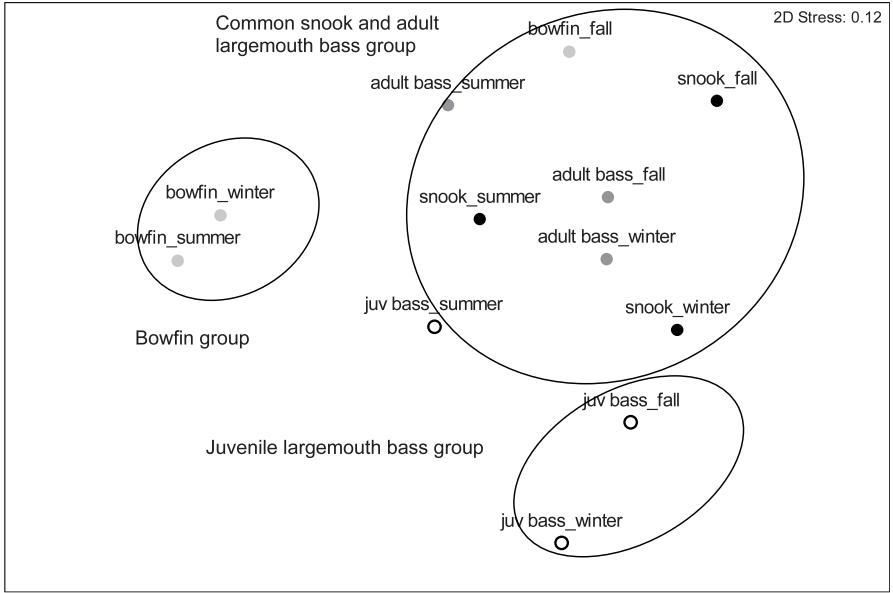 Common snook and adult
largemouth bass group
2D Stress: 0.12
bowfin_fall
adult bass_summer
snook_fall
bowfin_winter
adult bass_fall
snook_summer
bowfin_summer
adult bass_winter
juv bass_summer
snook_winter
Bowfin group
juv bass_fall
Juvenile largemouth bass group
juv bass_winter